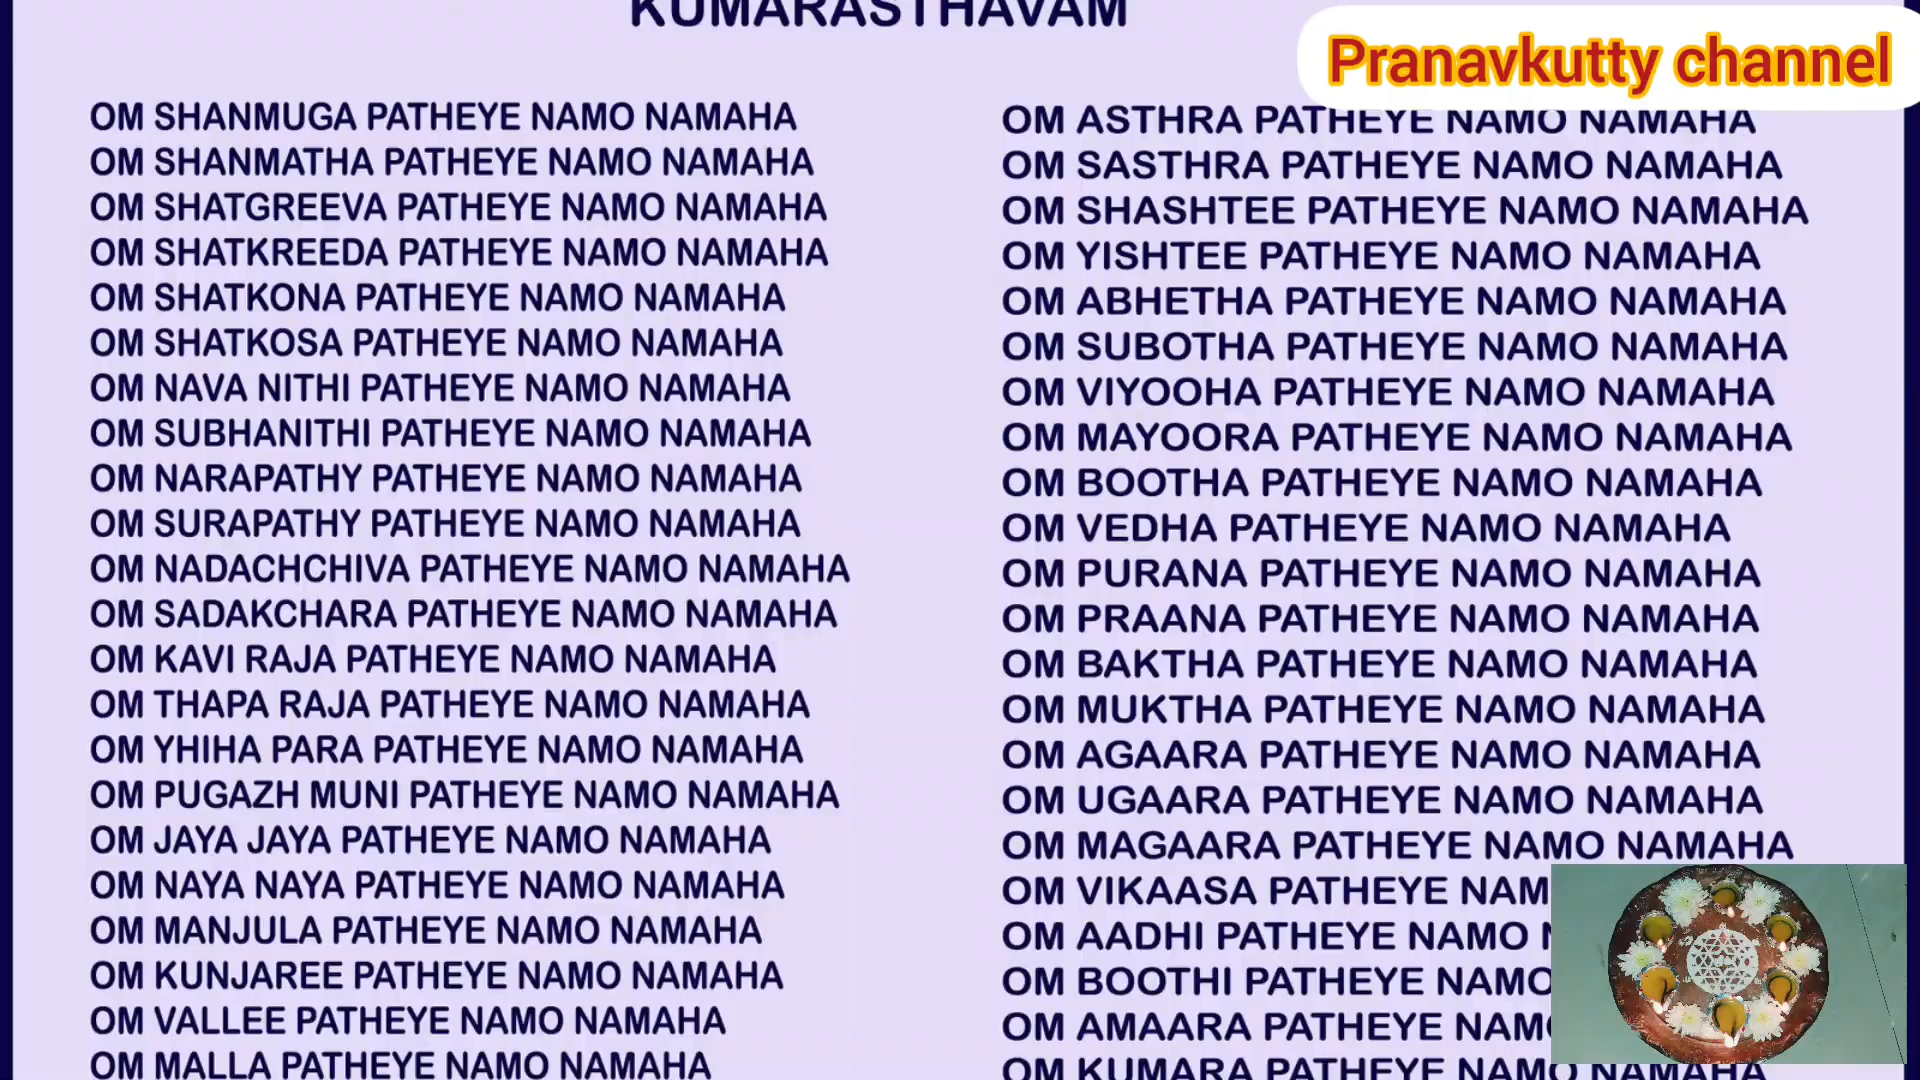 KUMARASTHAVAM
Pranavkutty channel
OM SHANMUGA PATHEYE NAMO NAMAHA
OM SHANMATHA PATHEYE NAMO NAMAHA
OM SHATGREEVA PATHEYE NAMO NAMAHA
OM SHATKREEDA PATHEYE NAMO NAMAHA
OM SHATKONA PATHEYE NAMO NAMAHA
OM SHATKOSA PATHEYE NAMO NAMAHA
OM NAVA NITHI PATHEYE NAMO NAMAHA
OM SUBHANITHI PATHEYE NAMO NAMAHA
OM NARAPATHY PATHEYE NAMO NAMAHA
OM SURAPATHY PATHEYE NAMO NAMAHA
OM NADACHCHIVA PATHEYE NAMO NAMAHA
OM SADAKCHARA PATHEYE NAMO NAMAHA
OM KAVI RAJA PATHEYE NAMO NAMAHA
OM THAPA RAJA PATHEYE NAMO NAMAHA
OM YHIHA PARA PATHEYE NAMO NAMAHA
OM PUGAZH MUNI PATHEYE NAMO NAMAHA
OM JAYA JAYA PATHEYE NAMO NAMAHA
OM NAYA NAYA PATHEYE NAMO NAMAHA
OM MANJULA PATHEYE NAMO NAMAHA
OM KUNJAREE PATHEYE NAMO NAMAHA
OM VALLEE PATHEYE NAMO NAMAHA
OM MALLA PATHEYE NAMO NAMAHA
OM ASTHRA PATHEYE NAMO NAMAHA
OM SASTHRA PATHEYE NAMO NAMAHA
OM SHASHTEE PATHEYE NAMO NAMAHA
OM YISHTEE PATHEYE NAMO NAMAHA
OM ABHETHA PATHEYE NAMO NAMAHA
OM SUBOTHA PATHEYE NAMO NAMAHA
OM VIYOOHA PATHEYE NAMO NAMAHA
OM MAYOORA PATHEYE NAMO NAMAHA
OM BOOTHA PATHEYE NAMO NAMAHA
OM VEDHA PATHEYE NAMO NAMAHA
OM PURANA PATHEYE NAMO NAMAHA
OM PRAANA PATHEYE NAMO NAMAHA
OM BAKTHA PATHEYE NAMO NAMAHA
OM MUKTHA PATHEYE NAMO NAMAHA
OM AGAARA PATHEYE NAMO NAMAHA
OM UGAARA PATHEYE NAMO NAMAHA
OM MAGAARA PATHEYE NAMO NAMAHA
OM VIKAASA PATHEYE NAM
OM AADHI PATHEYE NAMO
OM BOOTHI PATHEYE NAMO
OM AMAARA PATHEYE NAM
OM KUMARA PATHEYE NAMO NAMAHA